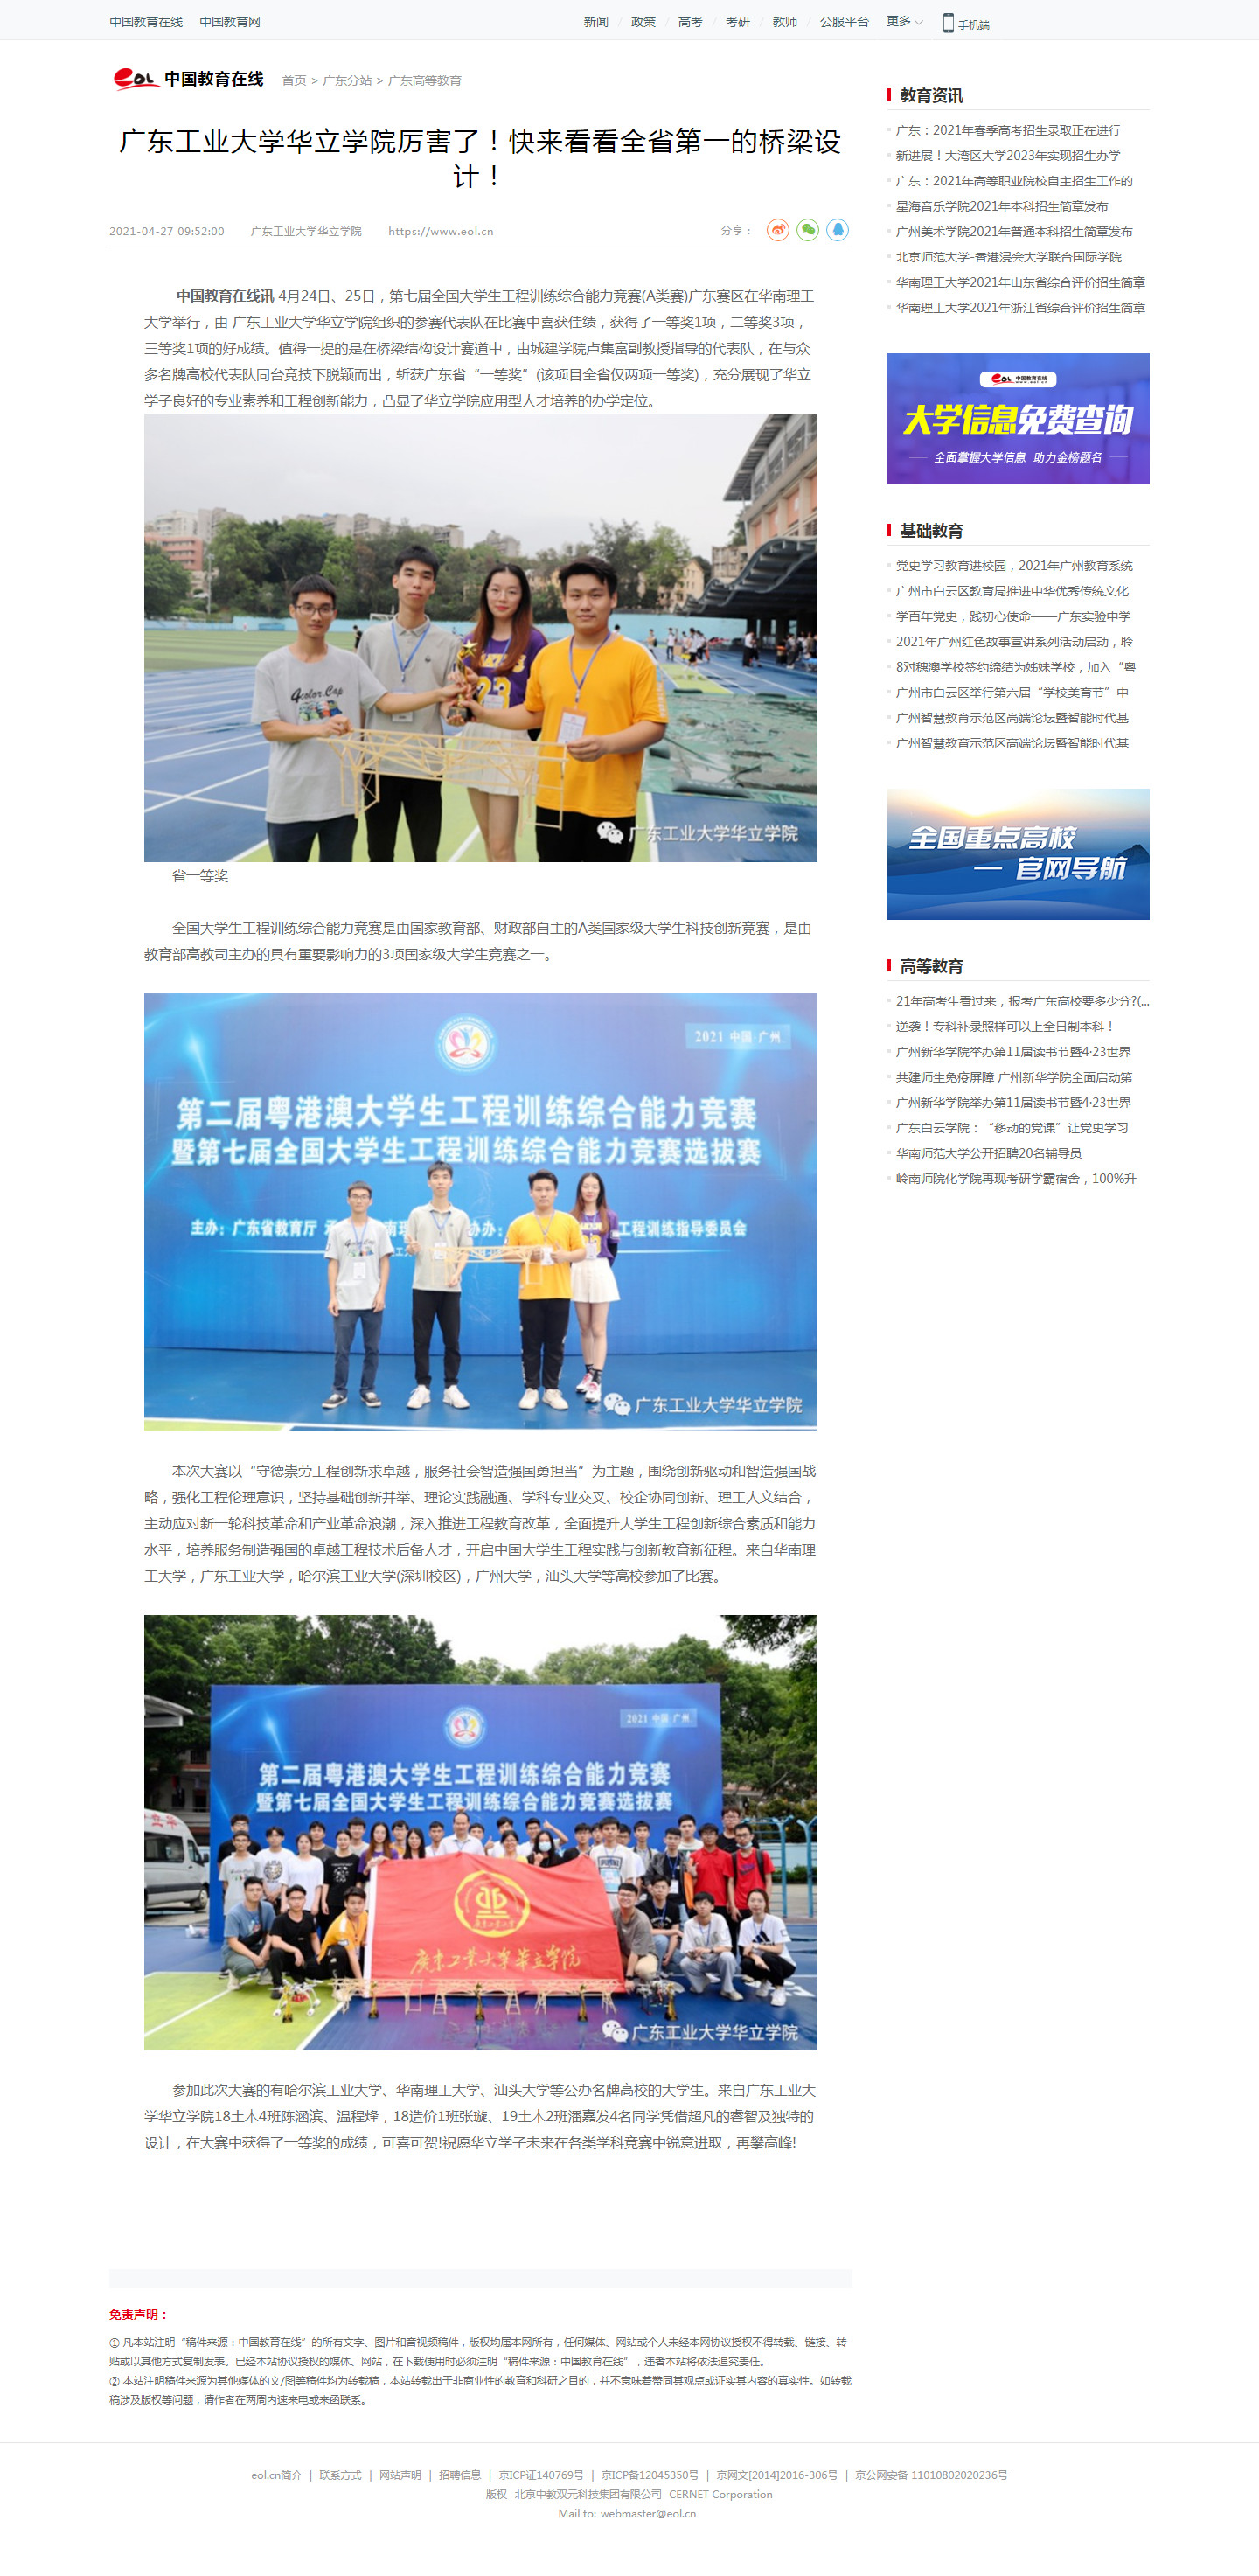 中国教育在线 中国教育网 新闻 / 政策 / 高考 / 考研 / 教师 / 公服平台 更多 手机端
eol 中国教育在线 首页 > 广东分站 > 广东高等教育
广东工业大学华立学院厉害了！快来看看全省第一的桥梁设
计！
2021-04-27 09:52:00 广东工业大学华立学院 https://www.eol.cn 分享：
中国教育在线讯 4月24日、25日，第七届全国大学生工程训练综合能力竞赛(A类赛)广东赛区在华南理工
大学举行，由 广东工业大学华立学院组织的参赛代表队在比赛中喜获佳绩，获得了一等奖1项，二等奖3项，
三等奖1项的好成绩。值得一提的是在桥梁结构设计赛道中，由城建学院卢集富副教授指导的代表队，在与众
多名牌高校代表队同台竞技下脱颖而出，斩获广东省“一等奖”(该项目全省仅两项一等奖)，充分展现了华立
学子良好的专业素养和工程创新能力，凸显了华立学院应用型人才培养的办学定位。
4color.Cap
23
广东工业大学华立学院
省一等奖
全国大学生工程训练综合能力竞赛是由国家教育部、财政部自主的A类国家级大学生科技创新竞赛，是由
教育部高教司主办的具有重要影响力的3项国家级大学生竞赛之一。
2021 中国·广州
第二届粤港澳大学生工程训练综合能力竞赛
暨第七届全国大学生工程训练综合能力竞赛选拔赛
主办：广东省教育厅
工程训练指导委员会
广东工业大学华立学院
本次大赛以“守德崇劳工程创新求卓越，服务社会智造强国勇担当”为主题，围绕创新驱动和智造强国战
略，强化工程伦理意识，坚持基础创新并举、理论实践融通、学科专业交叉、校企协同创新、理工人文结合，
主动应对新一轮科技革命和产业革命浪潮，深入推进工程教育改革，全面提升大学生工程创新综合素质和能力
水平，培养服务制造强国的卓越工程技术后备人才，开启中国大学生工程实践与创新教育新征程。来自华南理
工大学，广东工业大学，哈尔滨工业大学(深圳校区)，广州大学，汕头大学等高校参加了比赛。
2021 中国·广州
第二届粤港澳大学生工程训练综合能力竞赛
暨第七届全国大学生工程训练综合能力竞赛选拔赛
广东工业大学华立学院
广东工业大学华立学院
参加此次大赛的有哈尔滨工业大学、华南理工大学、汕头大学等公办名牌高校的大学生。来自广东工业大
学华立学院18土木4班陈涵滨、温程烽，18造价1班张璇、19土木2班潘嘉发4名同学凭借超凡的睿智及独特的
设计，在大赛中获得了一等奖的成绩，可喜可贺!祝愿华立学子未来在各类学科竞赛中锐意进取，再攀高峰!
免责声明：
① 凡本站注明“稿件来源：中国教育在线”的所有文字、图片和音视频稿件，版权均属本网所有，任何媒体、网站或个人未经本网协议授权不得转载、链接、转
贴或以其他方式复制发表。已经本站协议授权的媒体、网站，在下载使用时必须注明“稿件来源：中国教育在线”，违者本站将依法追究责任。
② 本站注明稿件来源为其他媒体的文/图等稿件均为转载稿，本站转载出于非商业性的教育和科研之目的，并不意味着赞同其观点或证实其内容的真实性。如转载
稿涉及版权等问题，请作者在两周内速来电或来函联系。
教育资讯
广东：2021年春季高考招生录取正在进行
新进展！大湾区大学2023年实现招生办学
广东：2021年高等职业院校自主招生工作的
星海音乐学院2021年本科招生简章发布
广州美术学院2021年普通本科招生简章发布
北京师范大学-香港浸会大学联合国际学院
华南理工大学2021年山东省综合评价招生简章
华南理工大学2021年浙江省综合评价招生简章
eol 中国教育在线
大学信息免费查询
全面掌握大学信息 助力金榜题名
基础教育
党史学习教育进校园，2021年广州教育系统
广州市白云区教育局推进中华优秀传统文化
学百年党史，践初心使命——广东实验中学
2021年广州红色故事宣讲系列活动启动，聆
8对穗澳学校签约缔结为姊妹学校，加入“粤
广州市白云区举行第六届“学校美育节”中
广州智慧教育示范区高端论坛暨智能时代基
广州智慧教育示范区高端论坛暨智能时代基
全国重点高校
— 官网导航
高等教育
21年高考生看过来，报考广东高校要多少分?(...
逆袭！专科补录照样可以上全日制本科！
广州新华学院举办第11届读书节暨4·23世界
共建师生免疫屏障 广州新华学院全面启动第
广州新华学院举办第11届读书节暨4·23世界
广东白云学院：“移动的党课”让党史学习
华南师范大学公开招聘20名辅导员
岭南师院化学院再现考研学霸宿舍，100%升
eol.cn简介 | 联系方式 | 网站声明 | 招聘信息 | 京ICP证140769号 | 京ICP备12045350号 | 京网文[2014]2016-306号 | 京公网安备 11010802020236号
版权 北京中教双元科技集团有限公司 CERNET Corporation
Mail to: webmaster@eol.cn